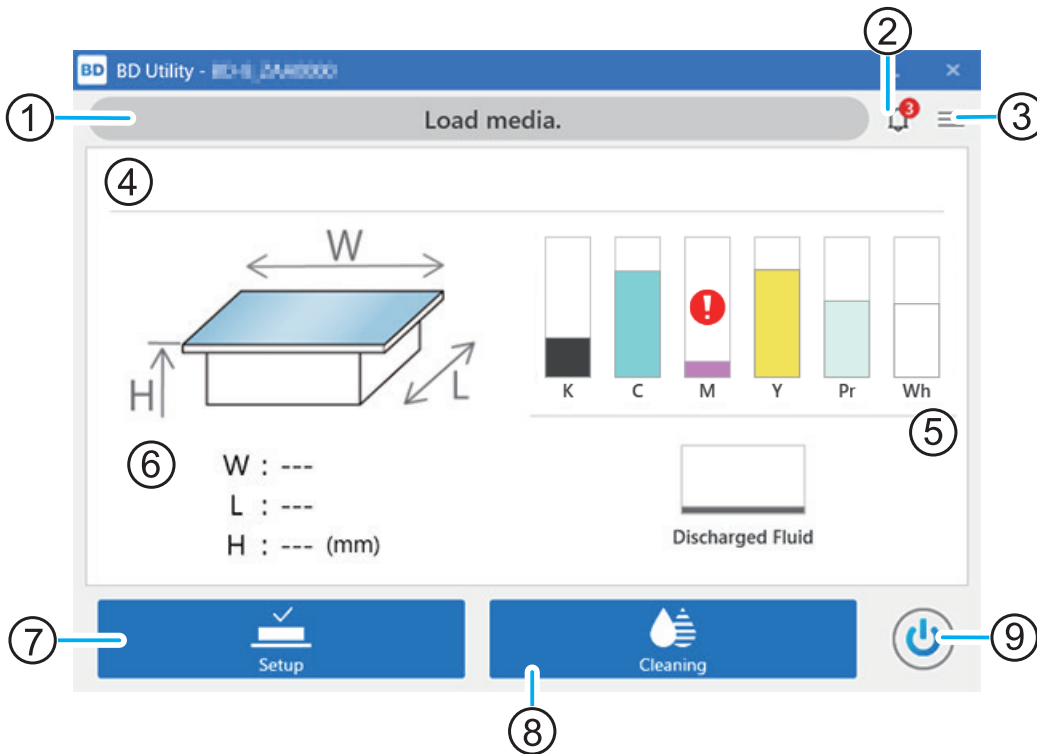 2
BD BD Utility -
1
Load media.
3
3
4
W
H
L
K C M Y Pr Wh
5
6
W : ---
L : ---
H : --- (mm)
Discharged Fluid
7
Setup
Cleaning
9
8